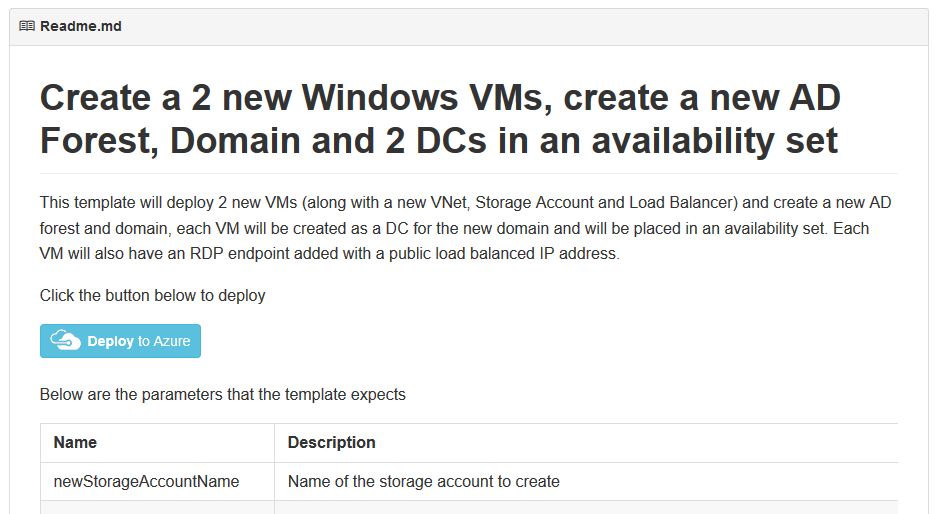 Readme.md
Create a 2 new Windows VMs, create a new AD
Forest, Domain and 2 DCs in an availability set
This template will deploy 2 new VMs (along with a new VNet, Storage Account and Load Balancer) and create a new AD
forest and domain, each VM will be created as a DC for the new domain and will be placed in an availability set. Each
VM will also have an RDP endpoint added with a public load balanced IP address.
Click the button below to deploy
Deploy to Azure
Below are the parameters that the template expects
Name Description
newStorageAccountName Name of the storage account to create